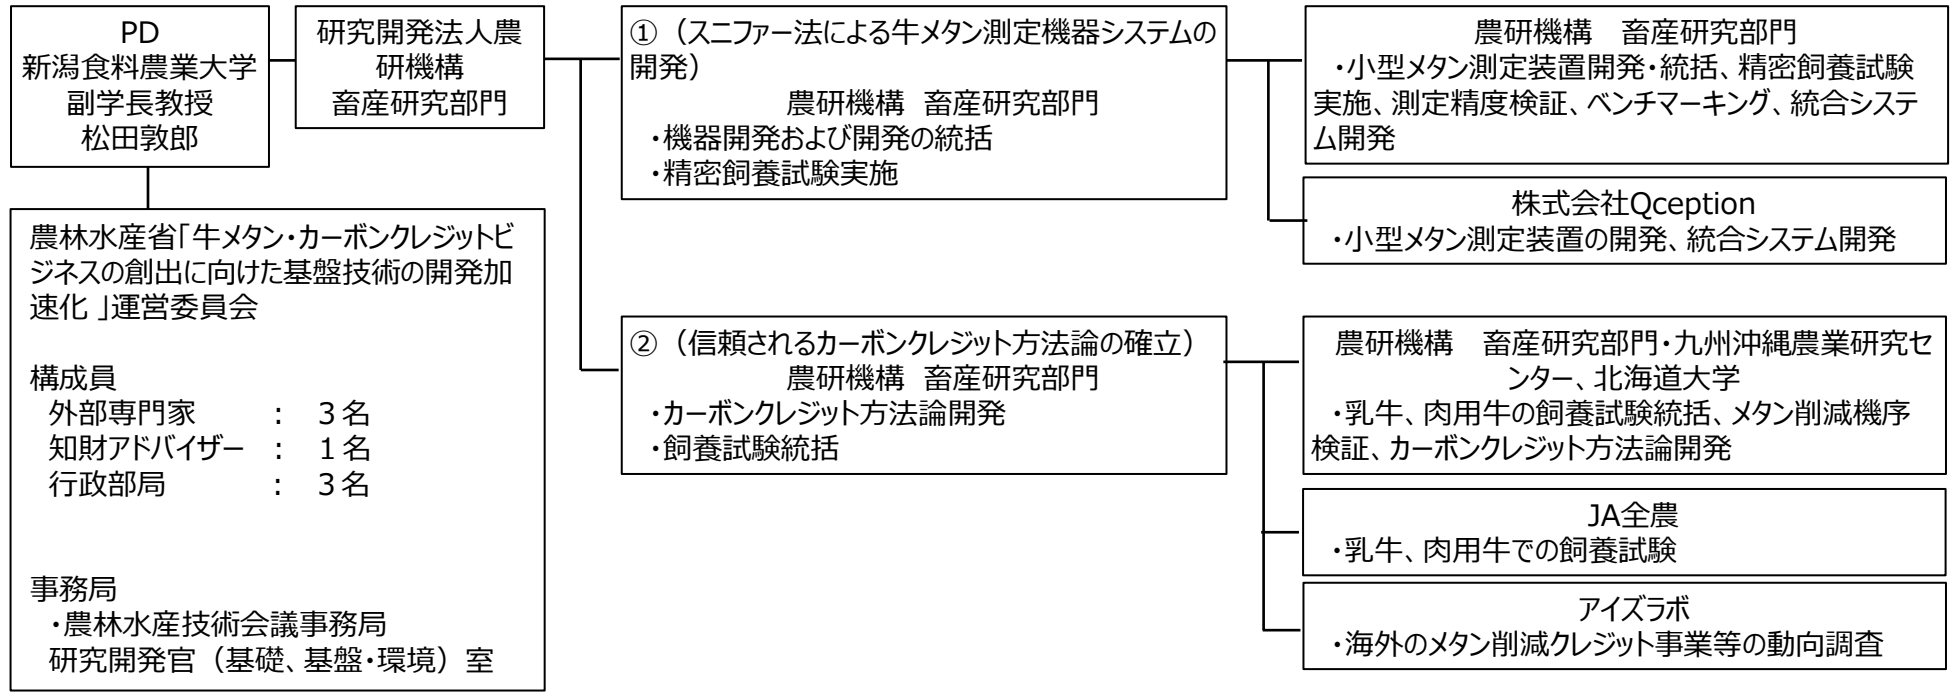 PD
新潟食料農業大学
副学長教授
松田敦郎
研究開発法人農
研機構
畜産研究部門
農林水産省「牛メタン・カーボンクレジットビ
ジネスの創出に向けた基盤技術の開発加
速化 」運営委員会
構成員
外部専門家 : 3名
知財アドバイザー : 1名
行政部局 : 3名
事務局
・農林水産技術会議事務局
研究開発官（基礎、基盤・環境）室
①（スニファー法による牛メタン測定機器システムの
開発）
農研機構 畜産研究部門
・機器開発および開発の統括
・精密飼養試験実施
農研機構　畜産研究部門
・小型メタン測定装置開発・統括、精密飼養試験
実施、測定精度検証、ベンチマーキング、統合システ
ム開発
株式会社Qception
・小型メタン測定装置の開発、統合システム開発
②（信頼されるカーボンクレジット方法論の確立）
農研機構 畜産研究部門
・カーボンクレジット方法論開発
・飼養試験統括
農研機構　畜産研究部門・九州沖縄農業研究セ
ンター、北海道大学
・乳牛、肉用牛の飼養試験統括、メタン削減機序
検証、カーボンクレジット方法論開発
JA全農
・乳牛、肉用牛での飼養試験
アイズラボ
・海外のメタン削減クレジット事業等の動向調査